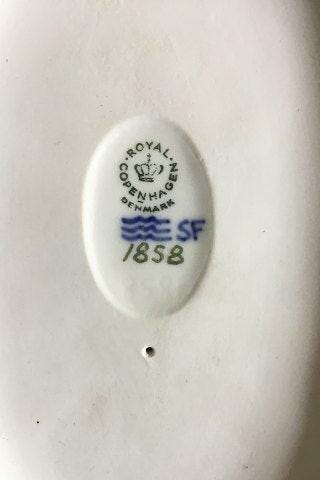 ROYAL
COPENHAGEN
DENMARK
SF
1858